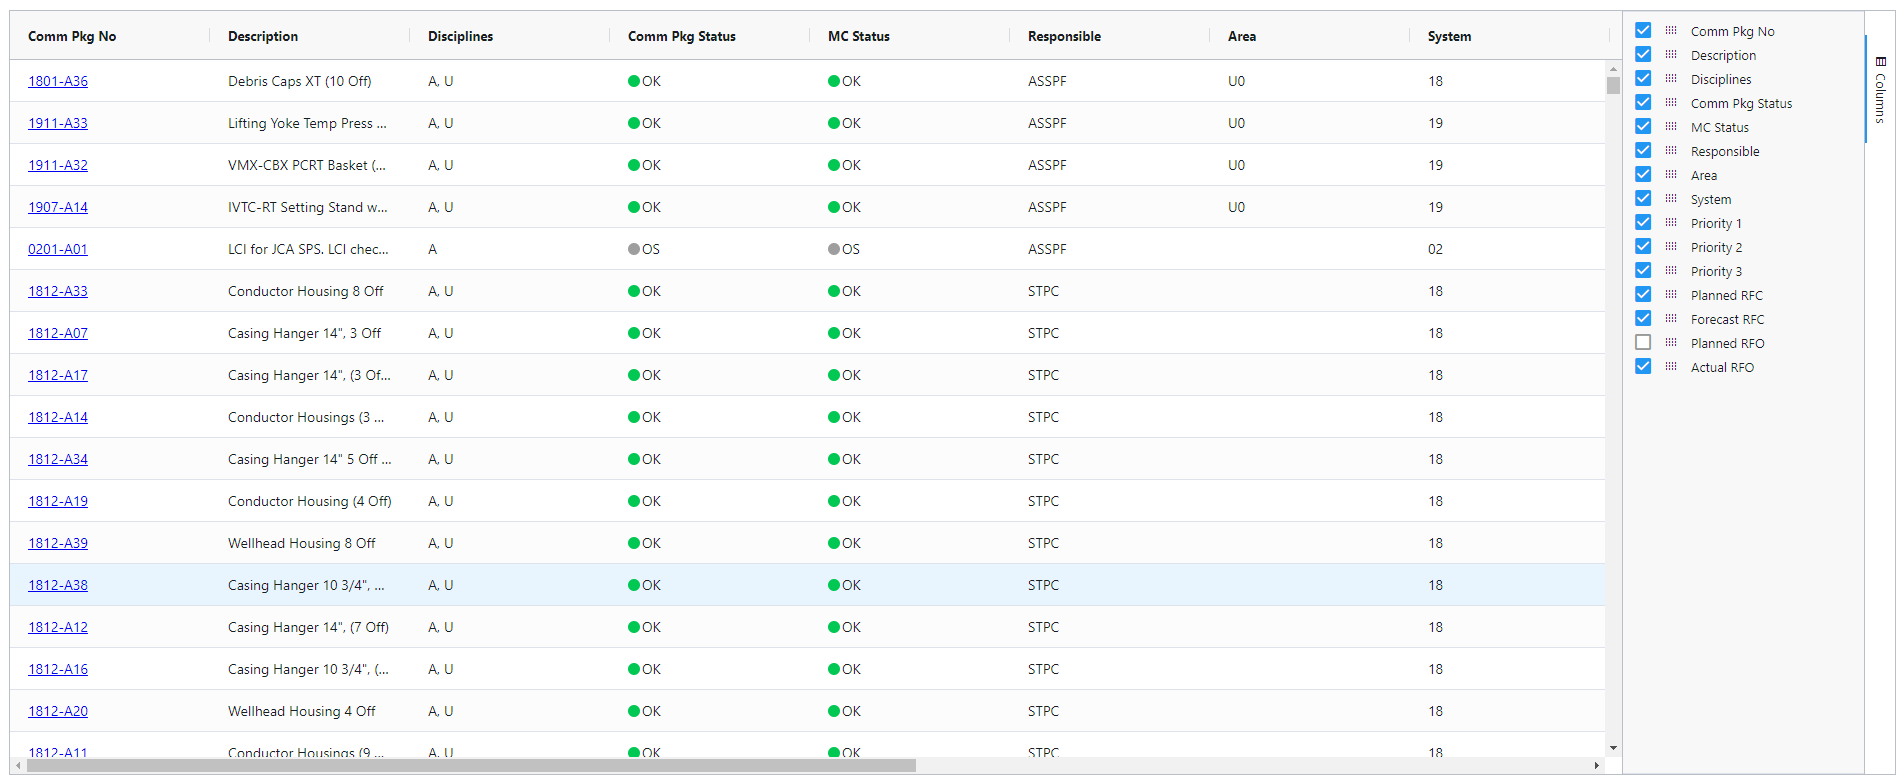 Comm Pkg No Description Disciplines Comm Pkg Status MC Status Responsible Area System
1801-A36 Debris Caps XT (10 Off) A, U OK OK ASSPF U0 18
1911-A33 Lifting Yoke Temp Press ... A, U OK OK ASSPF U0 19
1911-A32 VMX-CBX PCRT Basket (... A, U OK OK ASSPF U0 19
1907-A14 IVTC-RT Setting Stand w... A, U OK OK ASSPF U0 19
0201-A01 LCI for JCA SPS. LCI chec... A OS OS ASSPF 02
1812-A33 Conductor Housing 8 Off A, U OK OK STPC 18
1812-A07 Casing Hanger 14", 3 Off A, U OK OK STPC 18
1812-A17 Casing Hanger 14", (3 Of... A, U OK OK STPC 18
1812-A14 Conductor Housings (3 ... A, U OK OK STPC 18
1812-A34 Casing Hanger 14" 5 Off ... A, U OK OK STPC 18
1812-A19 Conductor Housing (4 Off) A, U OK OK STPC 18
1812-A39 Wellhead Housing 8 Off A, U OK OK STPC 18
1812-A38 Casing Hanger 10 3/4", ... A, U OK OK STPC 18
1812-A12 Casing Hanger 14", (7 Off) A, U OK OK STPC 18
1812-A16 Casing Hanger 10 3/4", (... A, U OK OK STPC 18
1812-A20 Wellhead Housing 4 Off A, U OK OK STPC 18
1812-A11 Conductor Housings (9 ... A, U OK OK STPC 18
Comm Pkg No
Description
Disciplines
Comm Pkg Status
MC Status
Responsible
Area
System
Priority 1
Priority 2
Priority 3
Planned RFC
Forecast RFC
Planned RFO
Actual RFO
Columns